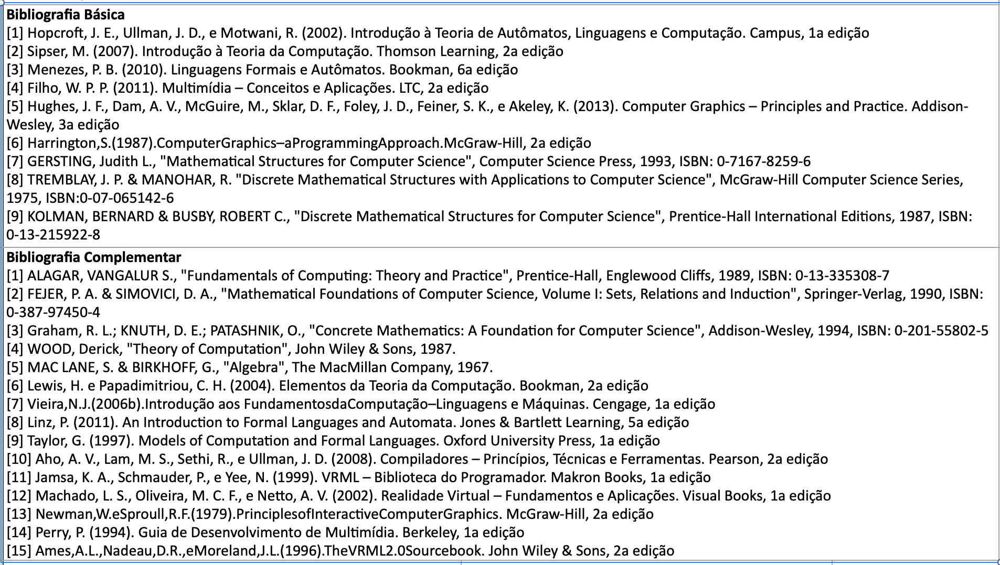 Bibliografia Básica
[1] Hopcroft, J. E., Ullman, J. D., e Motwani, R. (2002). Introdução à Teoria de Autômatos, Linguagens e Computação. Campus, 1a edição
[2] Sipser, M. (2007). Introdução à Teoria da Computação. Thomson Learning, 2a edição
[3] Menezes, P. B. (2010). Linguagens Formais e Autômatos. Bookman, 6a edição
[4] Filho, W. P. P. (2011). Multimídia – Conceitos e Aplicações. LTC, 2a edição
[5] Hughes, J. F., Dam, A. V., McGuire, M., Sklar, D. F., Foley, J. D., Feiner, S. K., e Akeley, K. (2013). Computer Graphics – Principles and Practice. Addison-
Wesley, 3a edição
[6] Harrington,S.(1987).ComputerGraphics–aProgrammingApproach.McGraw-Hill, 2a edição
[7] GERSTING, Judith L., "Mathematical Structures for Computer Science", Computer Science Press, 1993, ISBN: 0-7167-8259-6
[8] TREMBLAY, J. P. & MANOHAR, R. "Discrete Mathematical Structures with Applications to Computer Science", McGraw-Hill Computer Science Series,
1975, ISBN:0-07-065142-6
[9] KOLMAN, BERNARD & BUSBY, ROBERT C., "Discrete Mathematical Structures for Computer Science", Prentice-Hall International Editions, 1987, ISBN:
0-13-215922-8
Bibliografia Complementar
[1] ALAGAR, VANGALUR S., "Fundamentals of Computing: Theory and Practice", Prentice-Hall, Englewood Cliffs, 1989, ISBN: 0-13-335308-7
[2] FEJER, P. A. & SIMOVICI, D. A., "Mathematical Foundations of Computer Science, Volume I: Sets, Relations and Induction", Springer-Verlag, 1990, ISBN:
0-387-97450-4
[3] Graham, R. L.; KNUTH, D. E.; PATASHNIK, O., "Concrete Mathematics: A Foundation for Computer Science", Addison-Wesley, 1994, ISBN: 0-201-55802-5
[4] WOOD, Derick, "Theory of Computation", John Wiley & Sons, 1987.
[5] MAC LANE, S. & BIRKHOFF, G., "Algebra", The MacMillan Company, 1967.
[6] Lewis, H. e Papadimitriou, C. H. (2004). Elementos da Teoria da Computação. Bookman, 2a edição
[7] Vieira,N.J.(2006b).Introdução aos FundamentosdaComputação–Linguagens e Máquinas. Cengage, 1a edição
[8] Linz, P. (2011). An Introduction to Formal Languages and Automata. Jones & Bartlett Learning, 5a edição
[9] Taylor, G. (1997). Models of Computation and Formal Languages. Oxford University Press, 1a edição
[10] Aho, A. V., Lam, M. S., Sethi, R., e Ullman, J. D. (2008). Compiladores – Princípios, Técnicas e Ferramentas. Pearson, 2a edição
[11] Jamsa, K. A., Schmauder, P., e Yee, N. (1999). VRML – Biblioteca do Programador. Makron Books, 1a edição
[12] Machado, L. S., Oliveira, M. C. F., e Netto, A. V. (2002). Realidade Virtual – Fundamentos e Aplicações. Visual Books, 1a edição
[13] Newman,W.eSproull,R.F.(1979).PrinciplesofInteractiveComputerGraphics. McGraw-Hill, 2a edição
[14] Perry, P. (1994). Guia de Desenvolvimento de Multimídia. Berkeley, 1a edição
[15] Ames,A.L.,Nadeau,D.R.,eMoreland,J.L.(1996).TheVRML2.0Sourcebook. John Wiley & Sons, 2a edição